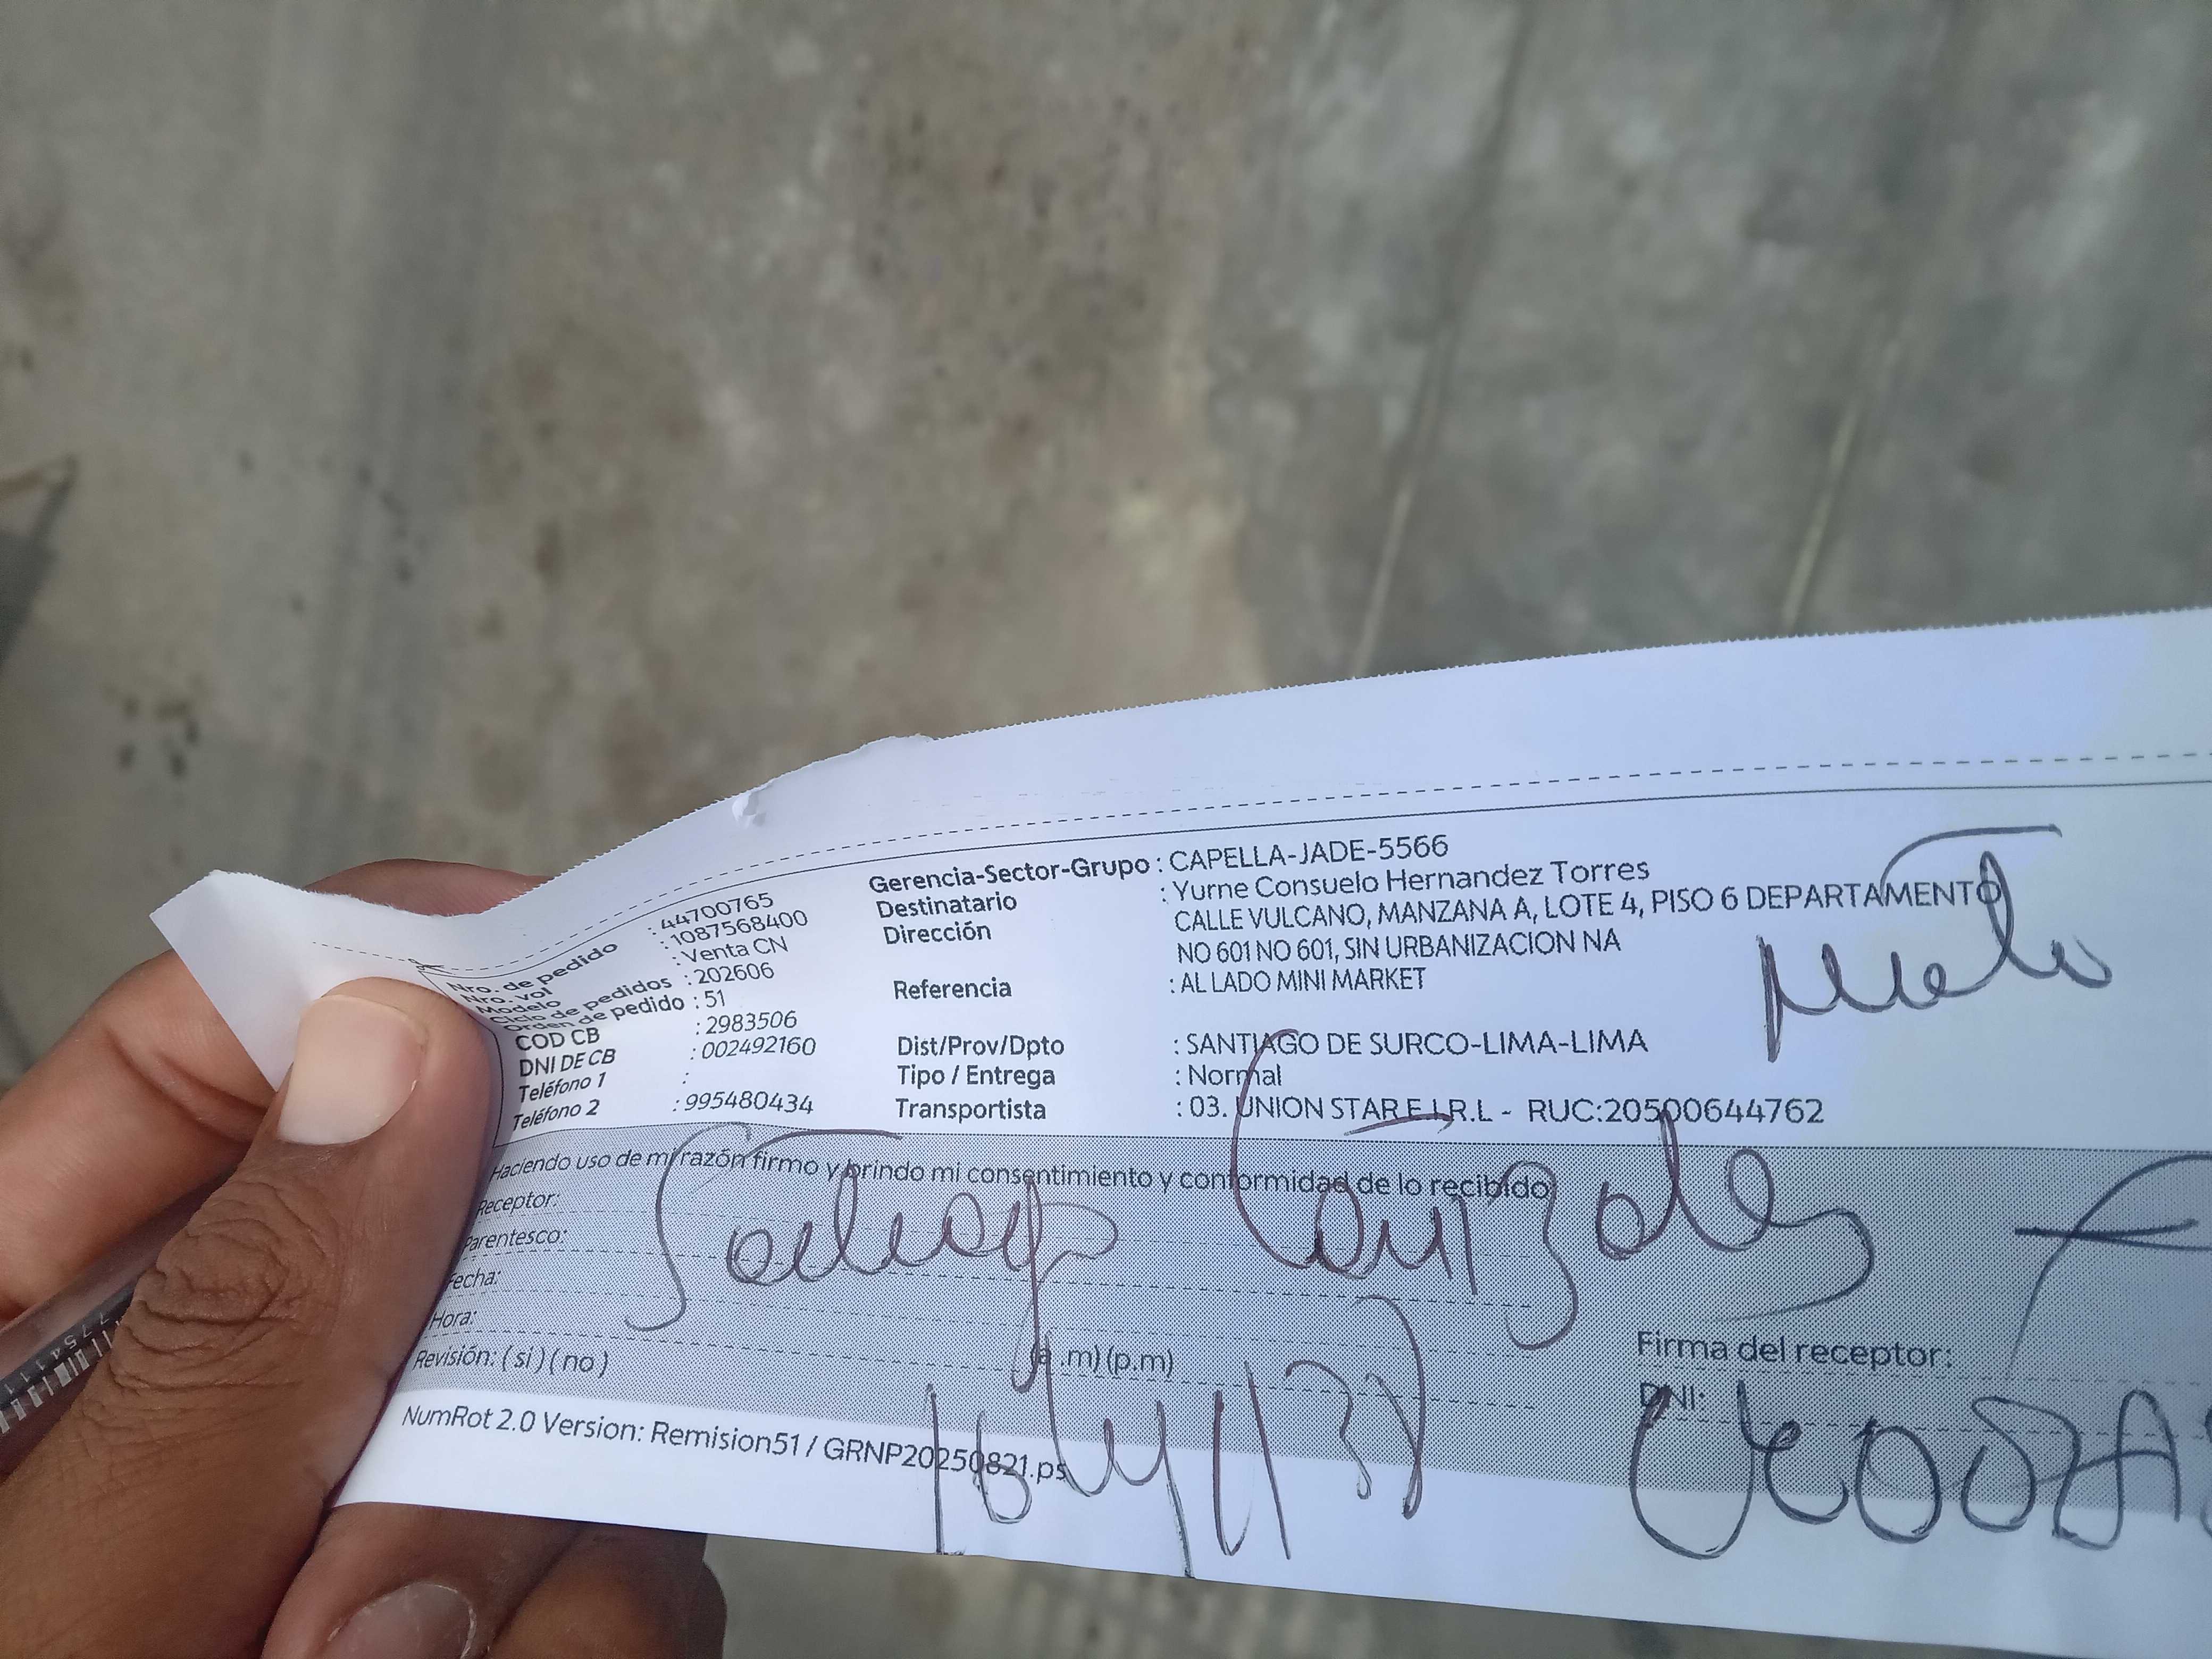 Nro. de pedido : 44700765
Nro. vol : 1087568400
Modelo : Venta CN
Ciclo de pedidos : 202606
Orden de pedido : 51
COD CB : 2983506
DNI DE CB : 002492160
Teléfono 1 :
Teléfono 2 : 995480434
Gerencia-Sector-Grupo : CAPELLA-JADE-5566
Destinatario : Yurne Consuelo Hernandez Torres
Dirección CALLE VULCANO, MANZANA A, LOTE 4, PISO 6 DEPARTAMENTO
NO 601 NO 601, SIN URBANIZACION NA
Referencia : AL LADO MINI MARKET
Dist/Prov/Dpto : SANTIAGO DE SURCO-LIMA-LIMA
Tipo / Entrega : Normal
Transportista : 03. UNION STAR E.I.R.L - RUC:20500644762
Nieto
Haciendo uso de mi razón firmo y brindo mi consentimiento y conformidad de lo recibido
Receptor:
Parentesco:
Fecha:
Hora: (a.m) (p.m)
Revisión: ( si ) ( no )
Firma del receptor:
DNI:
NumRot 2.0 Version: Remision51 / GRNP20250821.ps